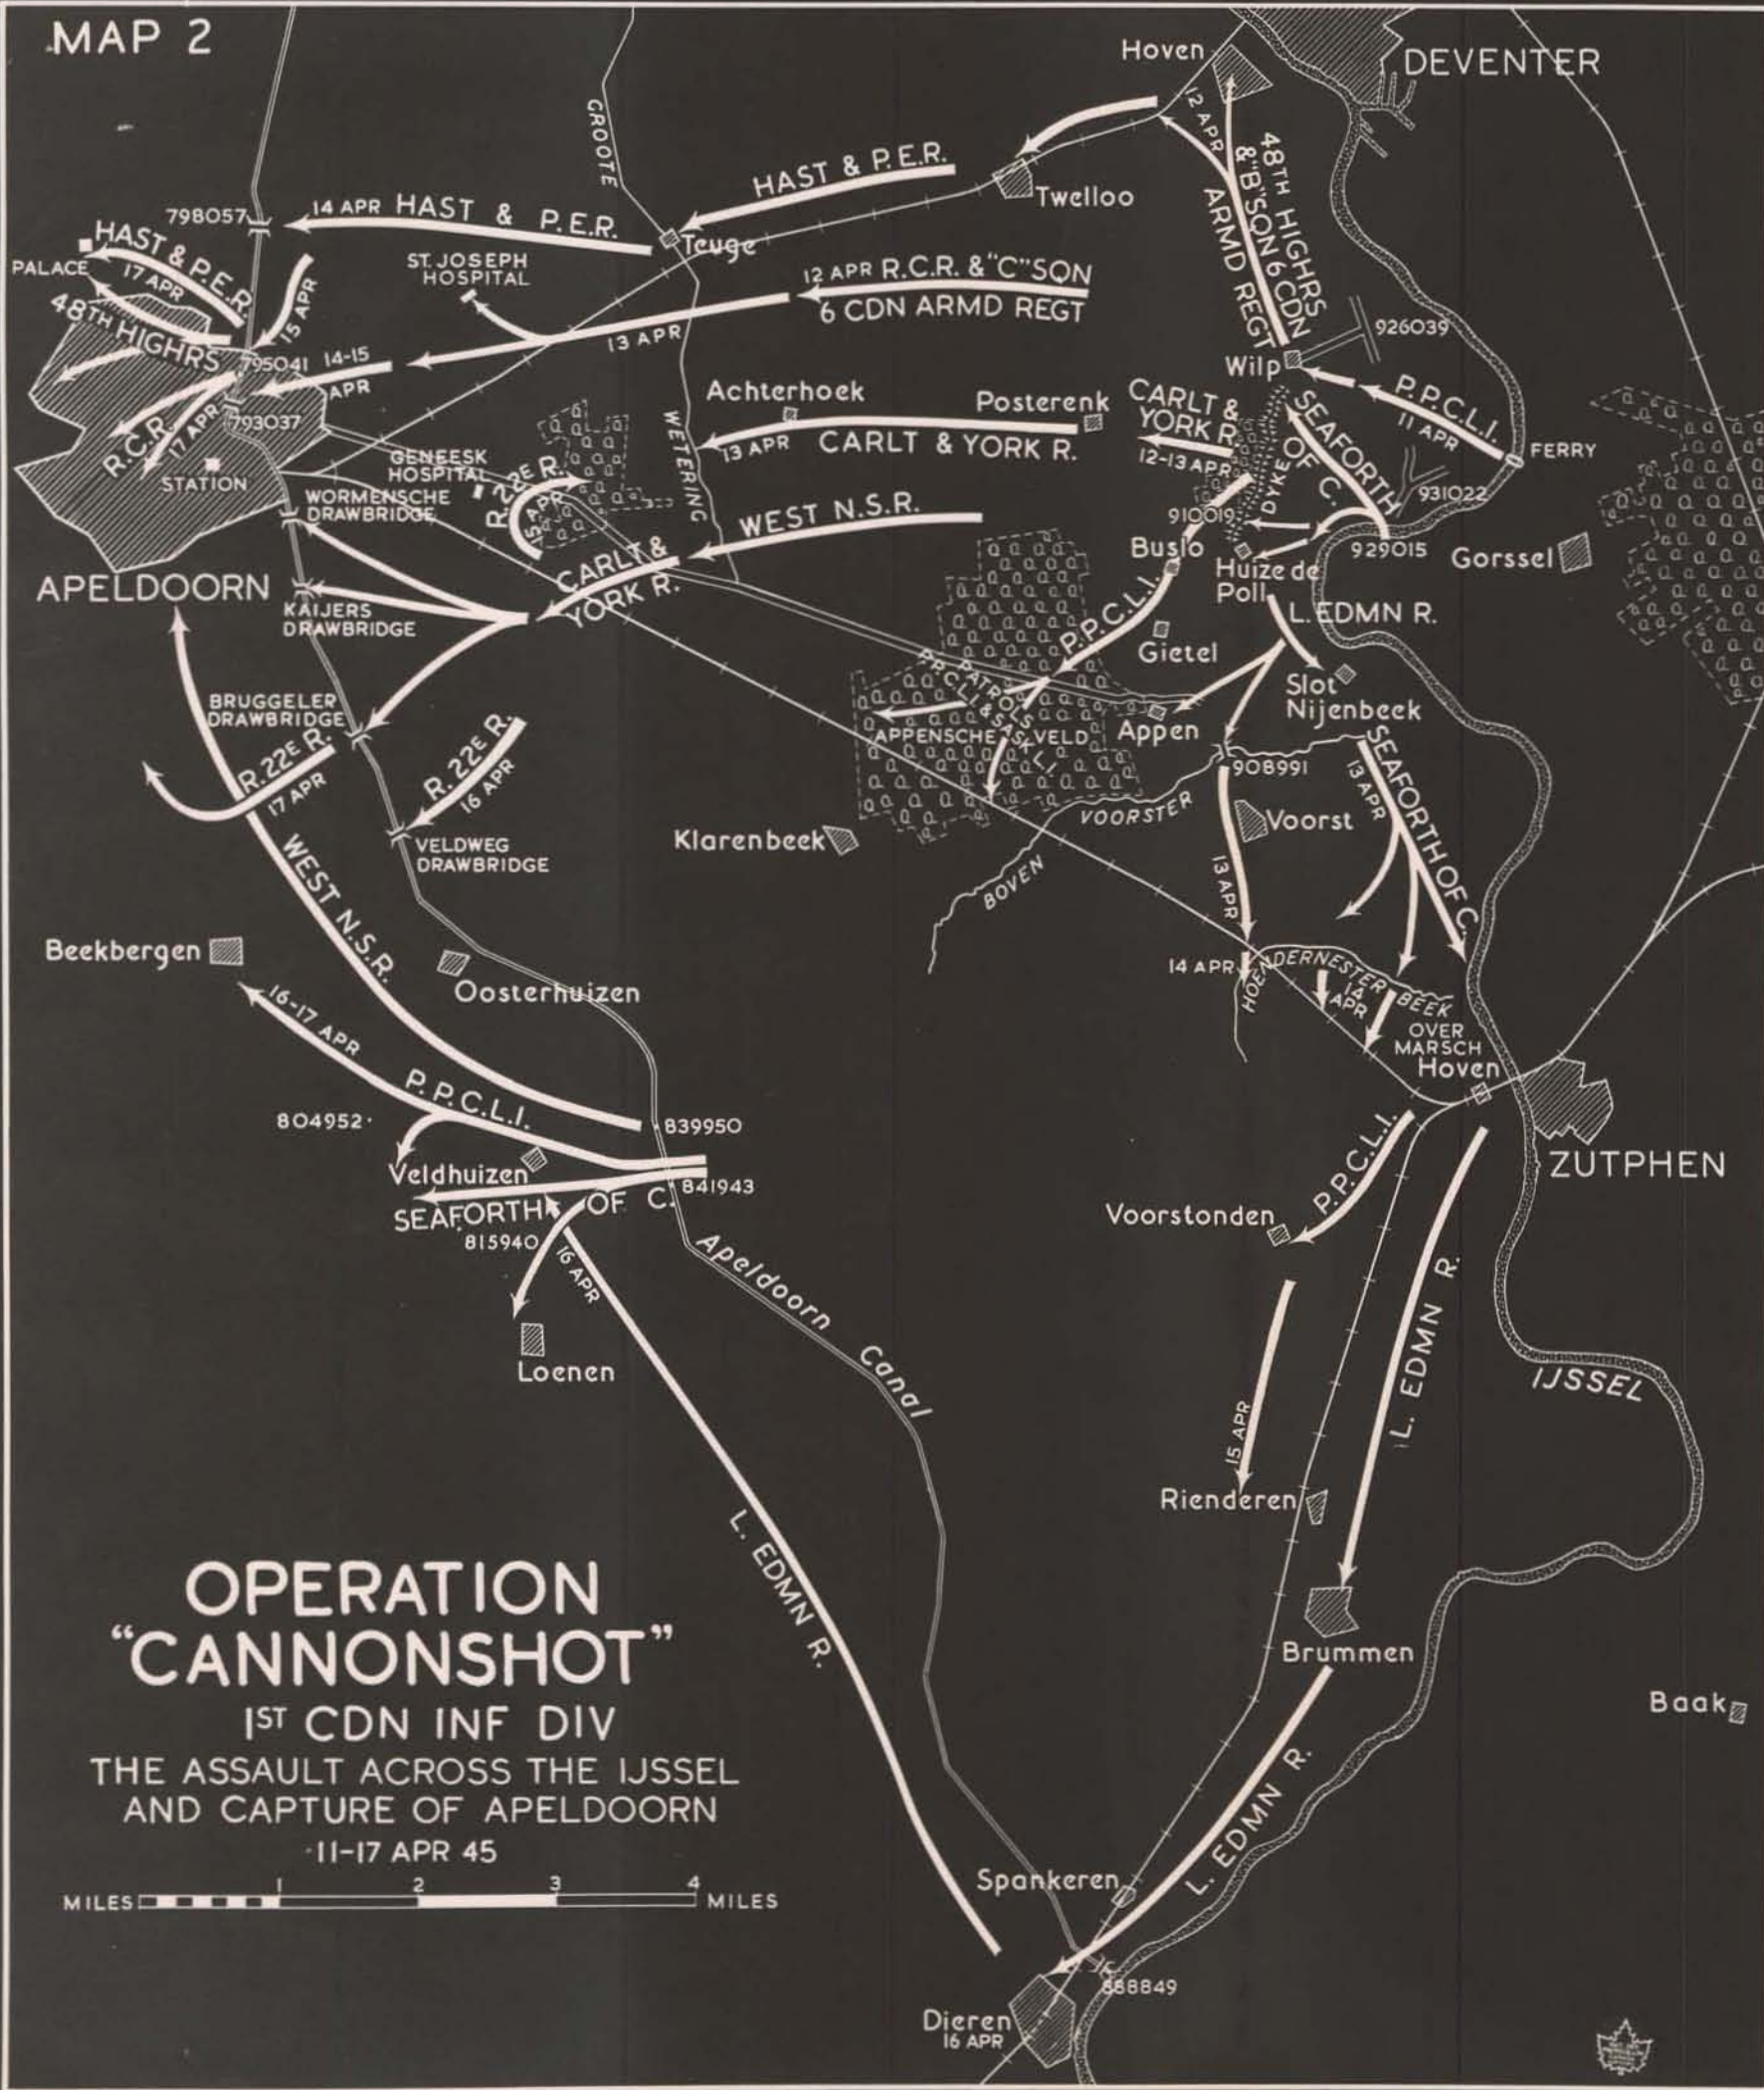 MAP 2
Hoven
DEVENTER
12 APR
48TH HIGHRS
& "B" SQN 6 CDN
ARMD REGT
GROOTE
HAST & P.E.R.
Twelloo
798057
14 APR HAST & P.E.R.
Teuge
HAST & P.E.R.
17 APR
PALACE
ST. JOSEPH
HOSPITAL
12 APR R.C.R. & "C" SQN
6 CDN ARMD REGT
15 APR
48TH HIGHRS
13 APR
926039
Wilp
795041
14-15
APR
793037
R.C.R.
17 APR
STATION
Achterhoek
Posterenk
13 APR CARLT & YORK R.
CARLT &
YORK R.
12-13 APR
P.P.C.L.I.
11 APR
SEAFORTH
OF C.
FERRY
DYKE
931022
WETERING
GENEESK
HOSPITAL
R. 22E R.
15 APR
WORMENSCHE
DRAWBRIDGE
WEST N.S.R.
910019
929015
Buslo
Huize de
Poll
Gorssel
APELDOORN
KAIJERS
DRAWBRIDGE
CARLT &
YORK R.
P.P.C.L.I.
L. EDMN R.
Gietel
PATROLS
P.P.C.L.I. & SASK L.I.
Slot
Nijenbeek
BRUGGELER
DRAWBRIDGE
Appen
APPENSCHE VELD
R. 22E R.
17 APR
R. 22E R.
16 APR
908991
SEAFORTH OF C.
13 APR
VELDWEG
DRAWBRIDGE
Klarenbeek
VOORSTER
BOVEN
Voorst
13 APR
WEST N.S.R.
Beekbergen
Oosterhuizen
14 APR
HOENDERNESTER BEEK
14
APR
OVER
MARSCH
Hoven
16-17 APR
P.P.C.L.I.
804952
839950
Veldhuizen
841943
SEAFORTH OF C.
815940
16 APR
ZUTPHEN
P.P.C.L.I.
Voorstonden
Apeldoorn Canal
Loenen
L. EDMN R.
IJSSEL
15 APR
Rienderen
L. EDMN R.
Brummen
Baak
OPERATION
"CANNONSHOT"
1ST CDN INF DIV
THE ASSAULT ACROSS THE IJSSEL
AND CAPTURE OF APELDOORN
11-17 APR 45
MILES 1 2 3 4 MILES
L. EDMN R.
Spankeren
888849
Dieren
16 APR